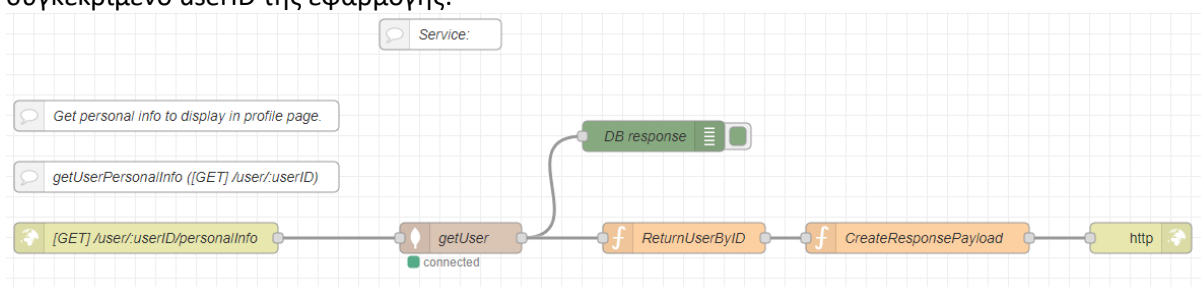 συγκεκριμένο userID της εφαρμογής.
Service:
Get personal info to display in profile page.
DB response
getUserPersonalInfo ([GET] /user/:userID)
[GET] /user/:userID/personalInfo
getUser
ReturnUserByID
CreateResponsePayload
http
connected